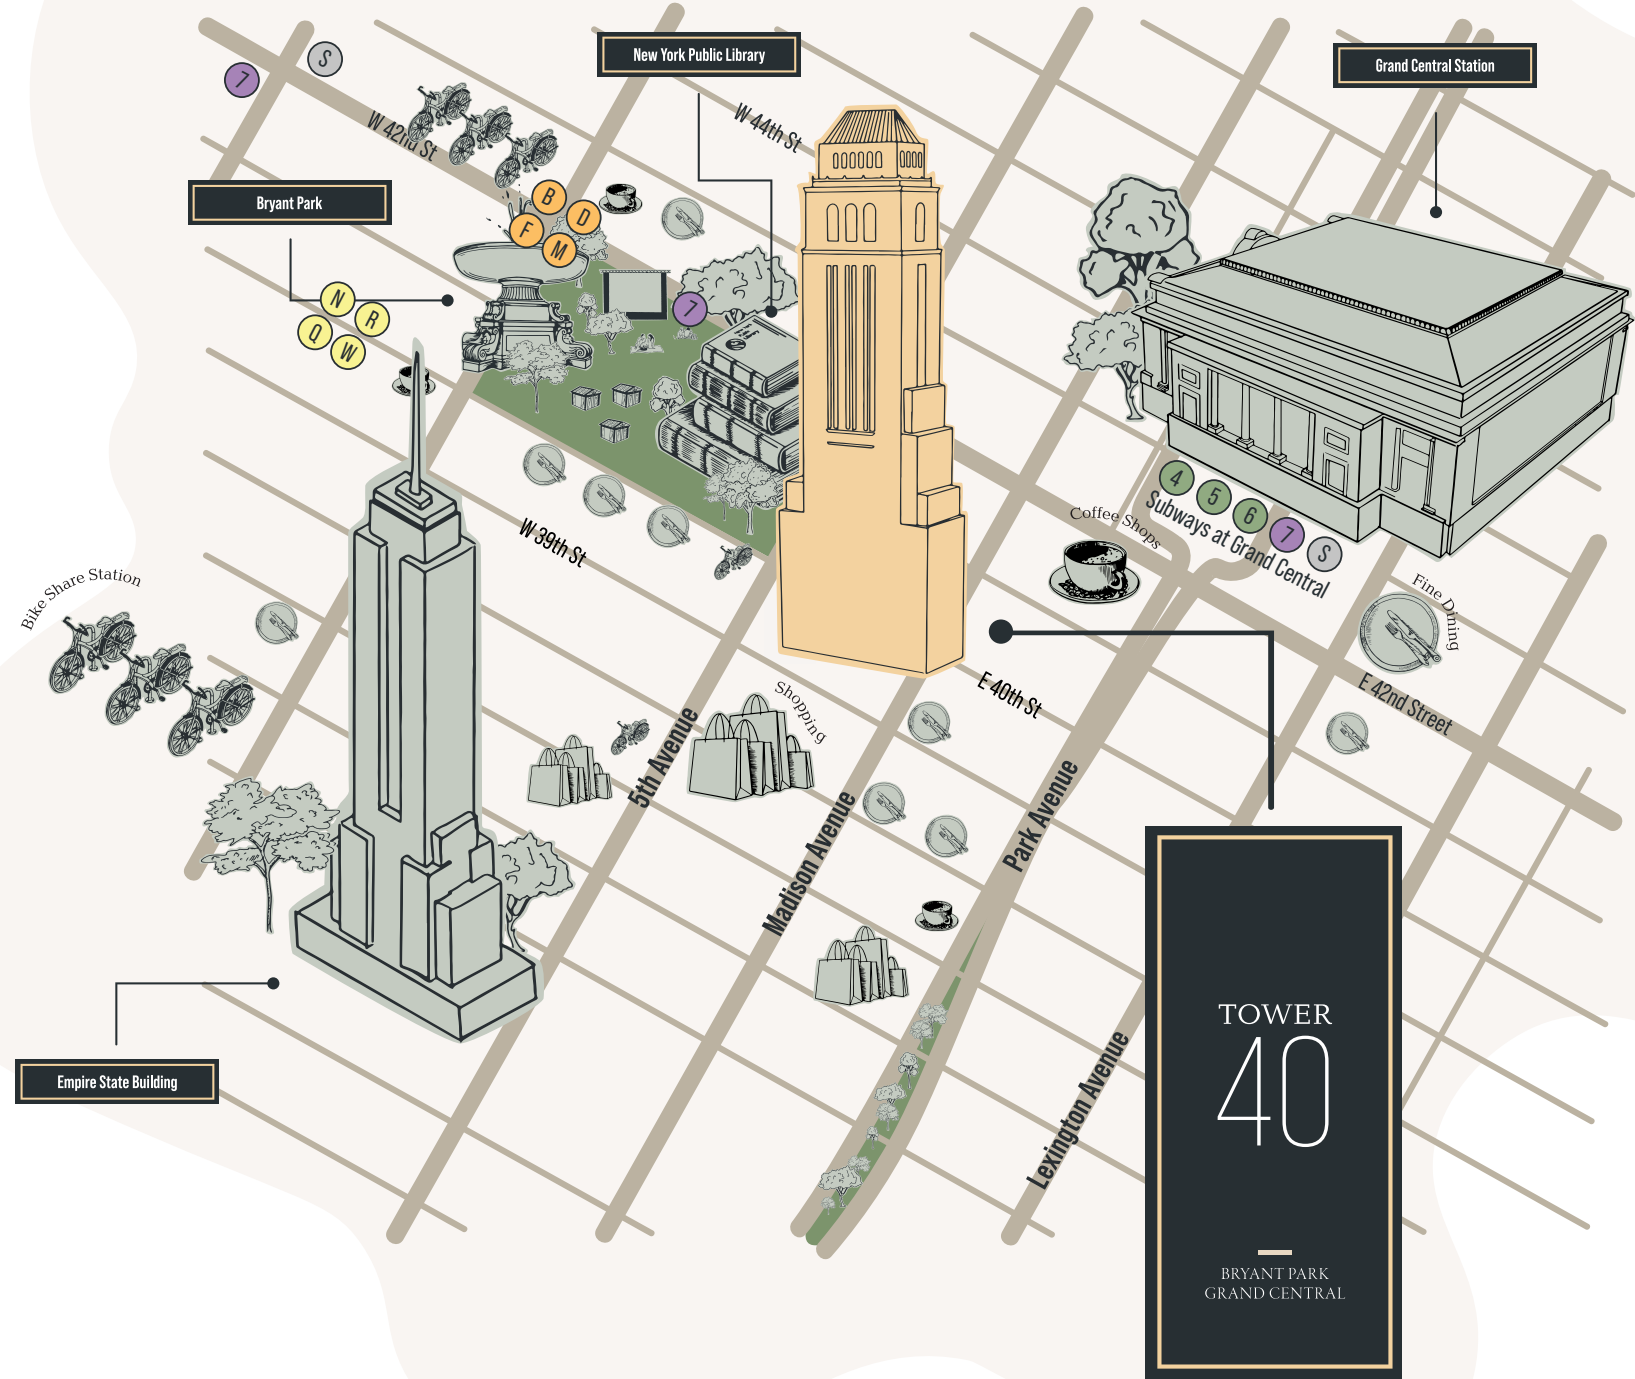 New York Public Library
Grand Central Station
S
7
W 42nd St
W 44th St
Bryant Park
B
D
F
M
N
R
Q
W
7
4
5
6
7
S
Subways at Grand Central
Coffee Shops
W 39th St
Bike Share Station
Fine Dining
E 42nd Street
E 40th St
Shopping
5th Avenue
Madison Avenue
Park Avenue
Lexington Avenue
Empire State Building
TOWER
40
BRYANT PARK
GRAND CENTRAL